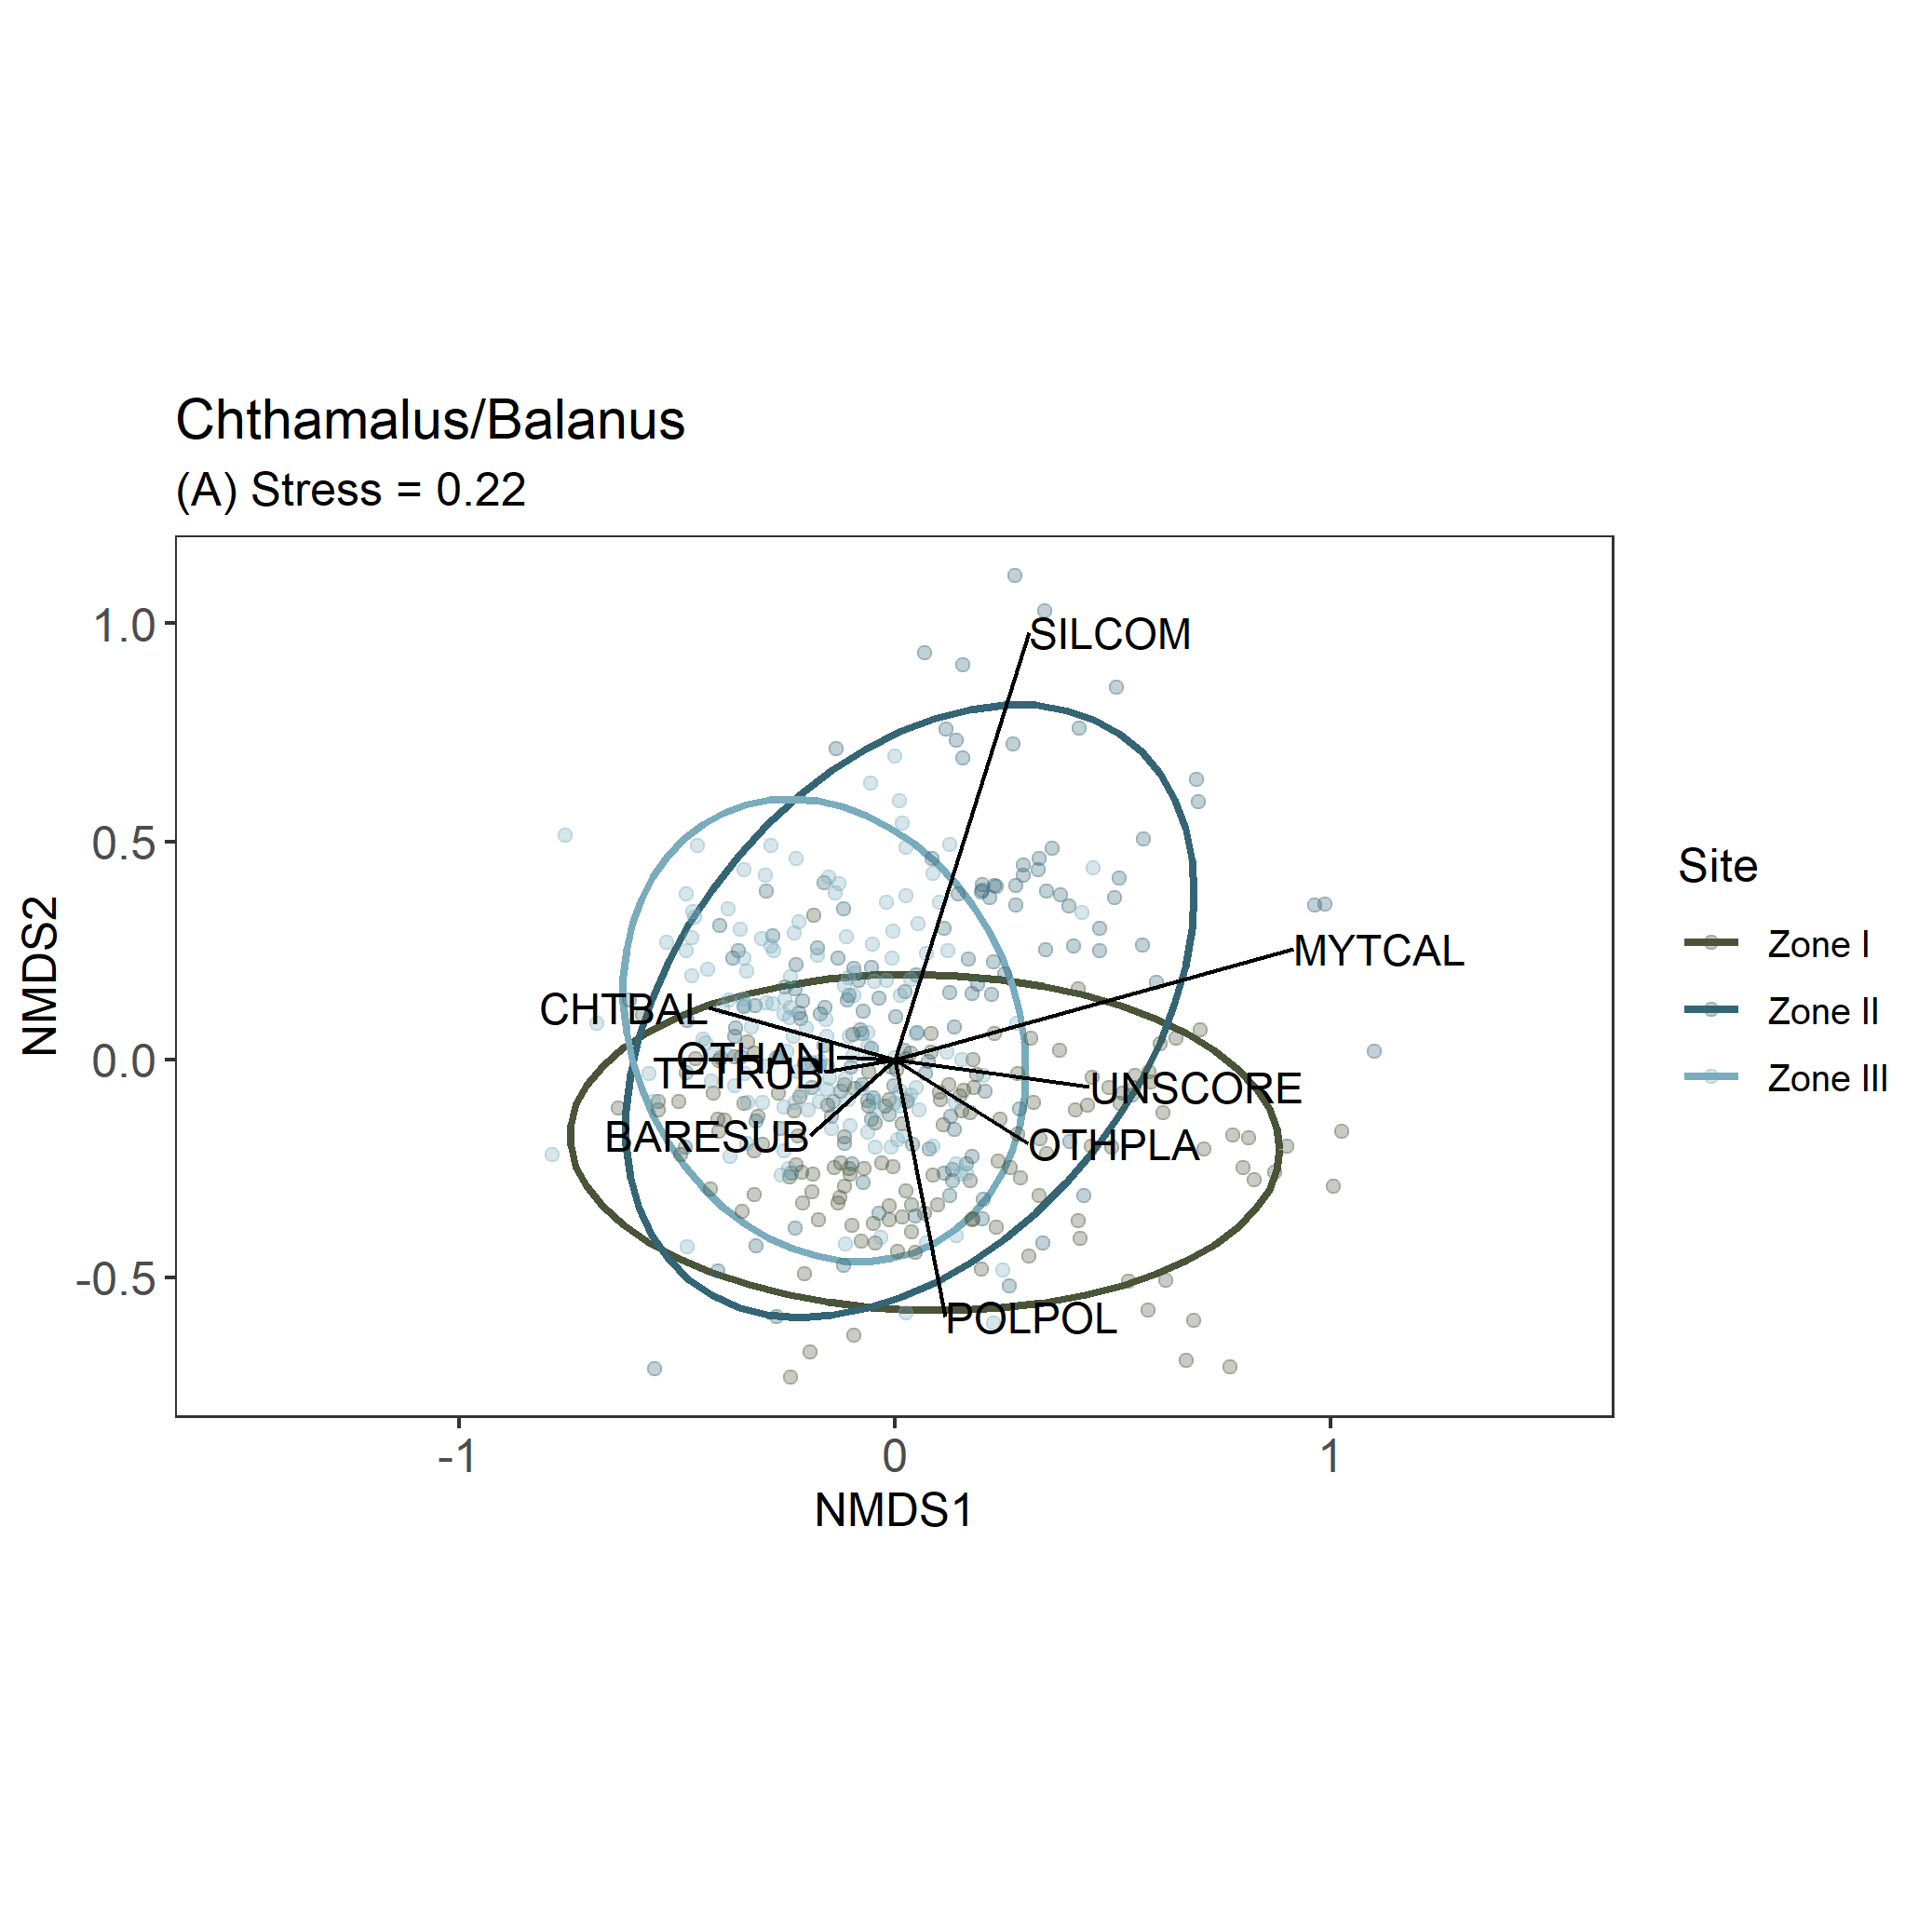 Chthamalus/Balanus
(A) Stress = 0.22
1.0
0.5
0.0
-0.5
NMDS2
-1
0
1
NMDS1
SILCOM
MYTCAL
CHTBAL
OTHANI
TETRUB
UNSCORE
BARESUB
OTHPLA
POLPOL
Site
Zone I
Zone II
Zone III